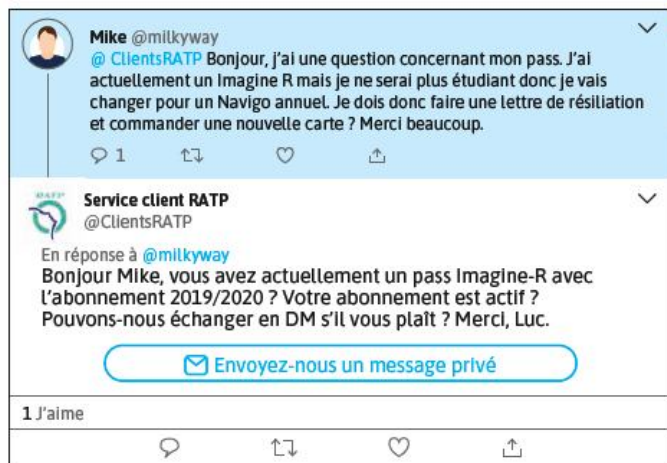 Mike @milkyway
@ ClientsRATP Bonjour, j'ai une question concernant mon pass. J'ai
actuellement un Imagine R mais je ne serai plus étudiant donc je vais
changer pour un Navigo annuel. Je dois donc faire une lettre de résiliation
et commander une nouvelle carte ? Merci beaucoup.
1
RATP
Service client RATP
@ClientsRATP
En réponse à @milkyway
Bonjour Mike, vous avez actuellement un pass Imagine-R avec
l'abonnement 2019/2020 ? Votre abonnement est actif ?
Pouvons-nous échanger en DM s'il vous plaît ? Merci, Luc.
Envoyez-nous un message privé
1 J'aime